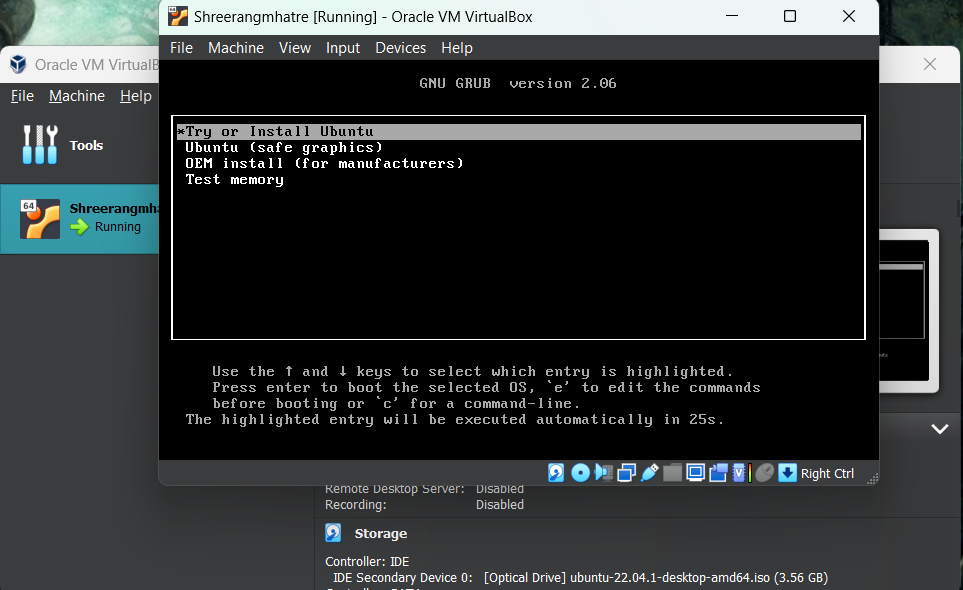 Shreerangmhatre [Running] - Oracle VM VirtualBox
File Machine View Input Devices Help
Oracle VM VirtualB
File Machine Help
Tools
64
Shreerangmha
Running
GNU GRUB version 2.06
*Try or Install Ubuntu
Ubuntu (safe graphics)
OEM install (for manufacturers)
Test memory
Use the ↑ and ↓ keys to select which entry is highlighted.
Press enter to boot the selected OS, `e' to edit the commands
before booting or `c' for a command-line.
The highlighted entry will be executed automatically in 25s.
Right Ctrl
Remote Desktop Server: Disabled
Recording: Disabled
Storage
Controller: IDE
IDE Secondary Device 0: [Optical Drive] ubuntu-22.04.1-desktop-amd64.iso (3.56 GB)